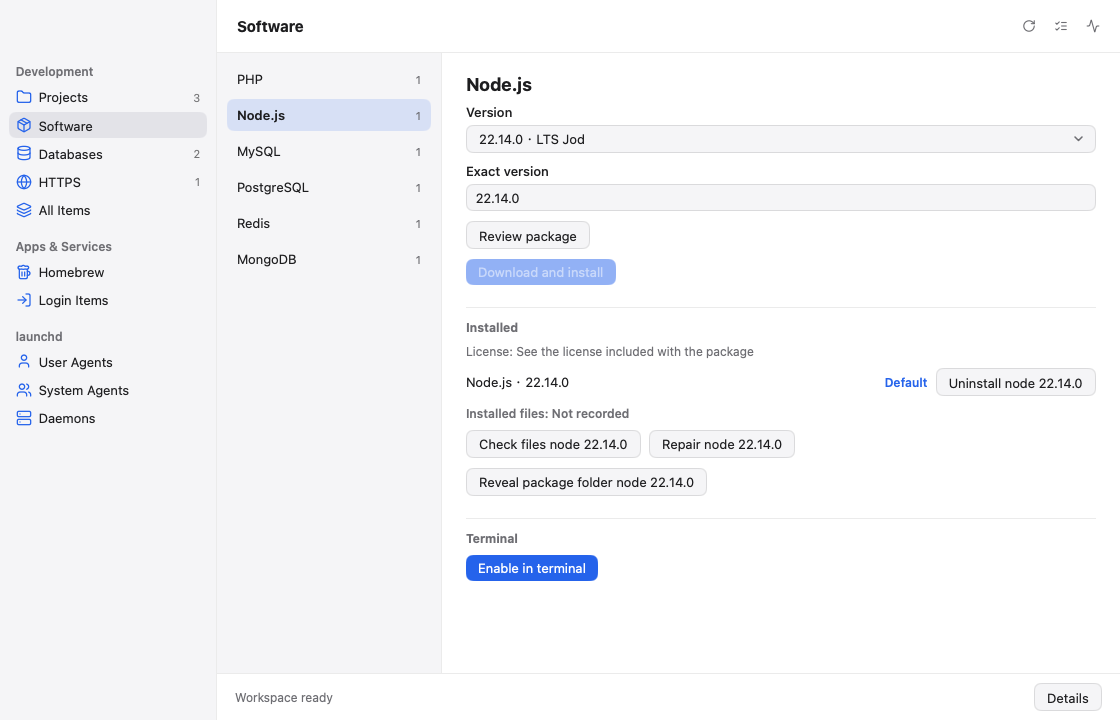 Software
Development
Projects 3
Software
Databases 2
HTTPS 1
All Items
Apps & Services
Homebrew
Login Items
launchd
User Agents
System Agents
Daemons
PHP 1
Node.js 1
MySQL 1
PostgreSQL 1
Redis 1
MongoDB 1
Node.js
Version
22.14.0 · LTS Jod
Exact version
22.14.0
Review package
Download and install
Installed
License: See the license included with the package
Node.js · 22.14.0 Default Uninstall node 22.14.0
Installed files: Not recorded
Check files node 22.14.0 Repair node 22.14.0
Reveal package folder node 22.14.0
Terminal
Enable in terminal
Workspace ready Details